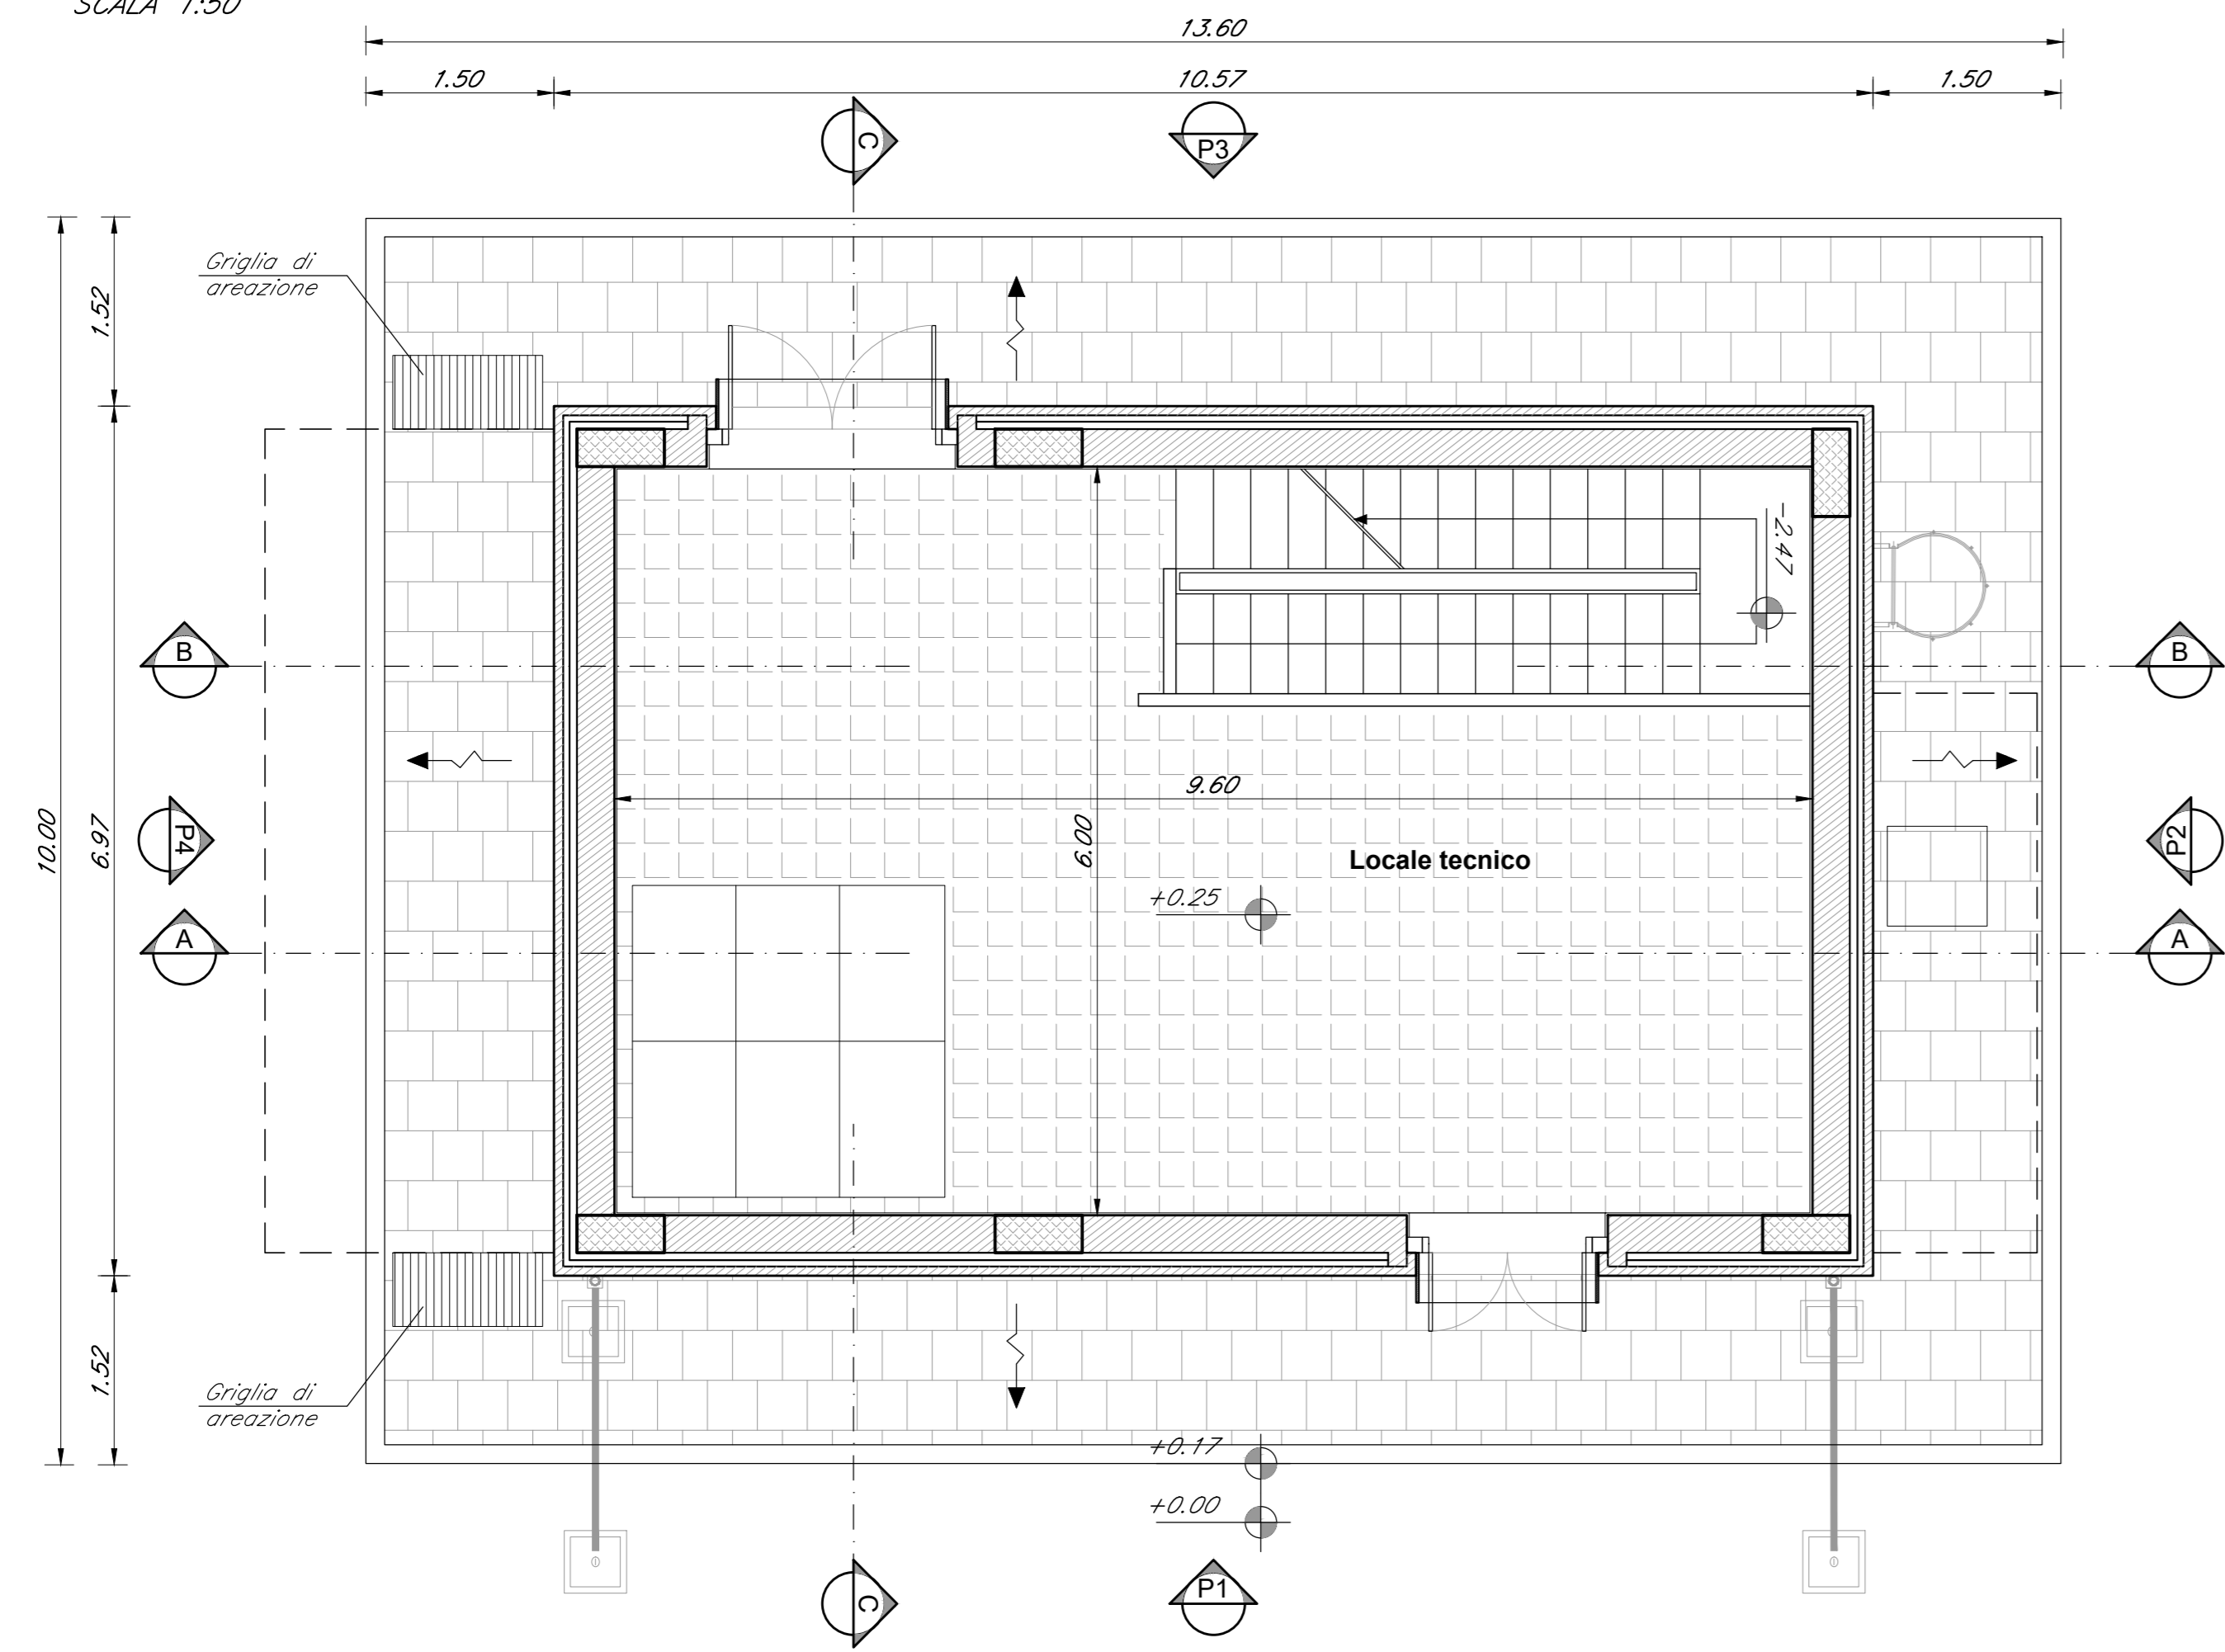 SCALA 1:50
13.60
1.50
10.57
1.50
C
P3
Griglia di
areazione
1.52
-2.47
B
B
10.00
6.97
9.60
6.00
P4
P2
Locale tecnico
+0.25
A
A
1.52
Griglia di
areazione
+0.17
+0.00
C
P1